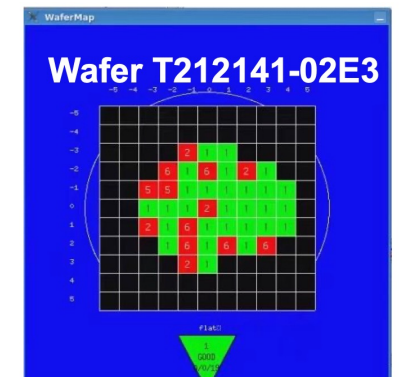 WaferMap
Wafer T212141-02E3
-5 -4 -3 -2 -1 0 1 2 3 4 5
-5
-4
-3 2 1 1
-2 6 1 6 1 2 1
-1 5 5 1 1 1 1 1 1
0 1 1 1 2 1 1 1 1
1 2 1 6 1 1 1 1 1
2 1 6 1 6 1 6
3 2 1
4
5
flat()
1
GOOD